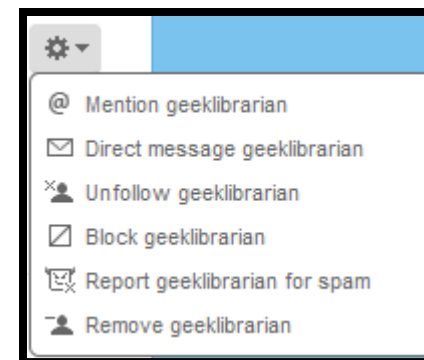 @ Mention geeklibrarian
Direct message geeklibrarian
Unfollow geeklibrarian
Block geeklibrarian
Report geeklibrarian for spam
Remove geeklibrarian